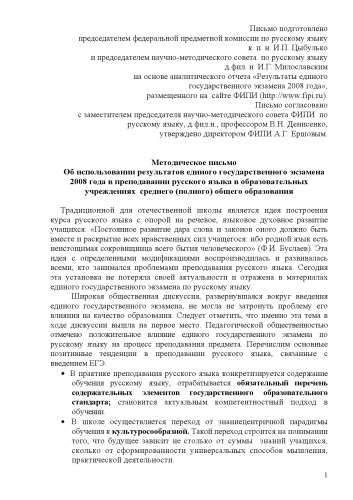 Письмо подготовлено
председателем федеральной предметной комиссии по русскому языку
к. п. н. И.П. Цыбулько
и председателем научно-методического совета по русскому языку
д.фил. н. И.Г. Милославским
на основе аналитического отчета «Результаты единого
государственного экзамена 2008 года»,
размещенного на сайте ФИПИ (http://www.fipi.ru).
Письмо согласовано
с заместителем председателя научно-методического совета ФИПИ по
русскому языку, д.фил.н., профессором В.Н. Денисенко,
утверждено директором ФИПИ А.Г. Ершовым.
Методическое письмо
Об использовании результатов единого государственного экзамена
2008 года в преподавании русского языка в образовательных
учреждениях среднего (полного) общего образования
Традиционной для отечественной школы является идея построения
курса русского языка с опорой на речевое, языковое духовное развитие
учащихся. «Постоянное развитие дара слова и законов оного должно быть
вместе и раскрытие всех нравственных сил учащегося: ибо родной язык есть
неистощимая сокровищница всего бытия человеческого» (Ф.И. Буслаев). Эта
идея с определенными модификациями воспроизводилась и развивалась
всеми, кто занимался проблемами преподавания русского языка. Сегодня
эта установка не потеряла своей актуальности и отражена в материалах
единого государственного экзамена по русскому языку.
Широкая общественная дискуссия, развернувшаяся вокруг введения
единого государственного экзамена, не могла не затронуть проблему его
влияния на качество образования. Следует отметить, что именно эта тема в
ходе дискуссии вышла на первое место. Педагогической общественностью
отмечено положительное влияние единого государственного экзамена по
русскому языку на процесс преподавания предмета. Перечислим основные
позитивные тенденции в преподавании русского языка, связанные с
введением ЕГЭ.
• В практике преподавания русского языка конкретизируется содержание
обучения русскому языку, отрабатывается обязательный перечень
содержательных элементов государственного образовательного
стандарта; становится актуальным компетентностный подход в
обучении.
• В школе осуществляется переход от знаниецентричной парадигмы
обучения к культуросообразной. Такой переход строится на понимании
того, что будущее зависит не столько от суммы знаний учащихся,
сколько от сформированности универсальных способов мышления,
практической деятельности.
1